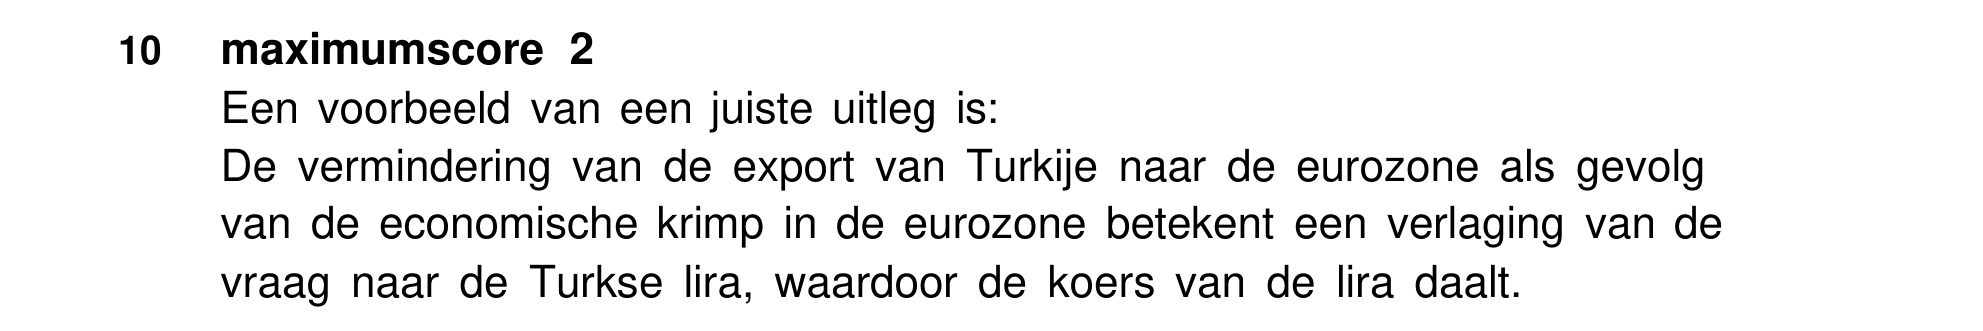 10 maximumscore 2
Een voorbeeld van een juiste uitleg is:
De vermindering van de export van Turkije naar de eurozone als gevolg
van de economische krimp in de eurozone betekent een verlaging van de
vraag naar de Turkse lira, waardoor de koers van de lira daalt.